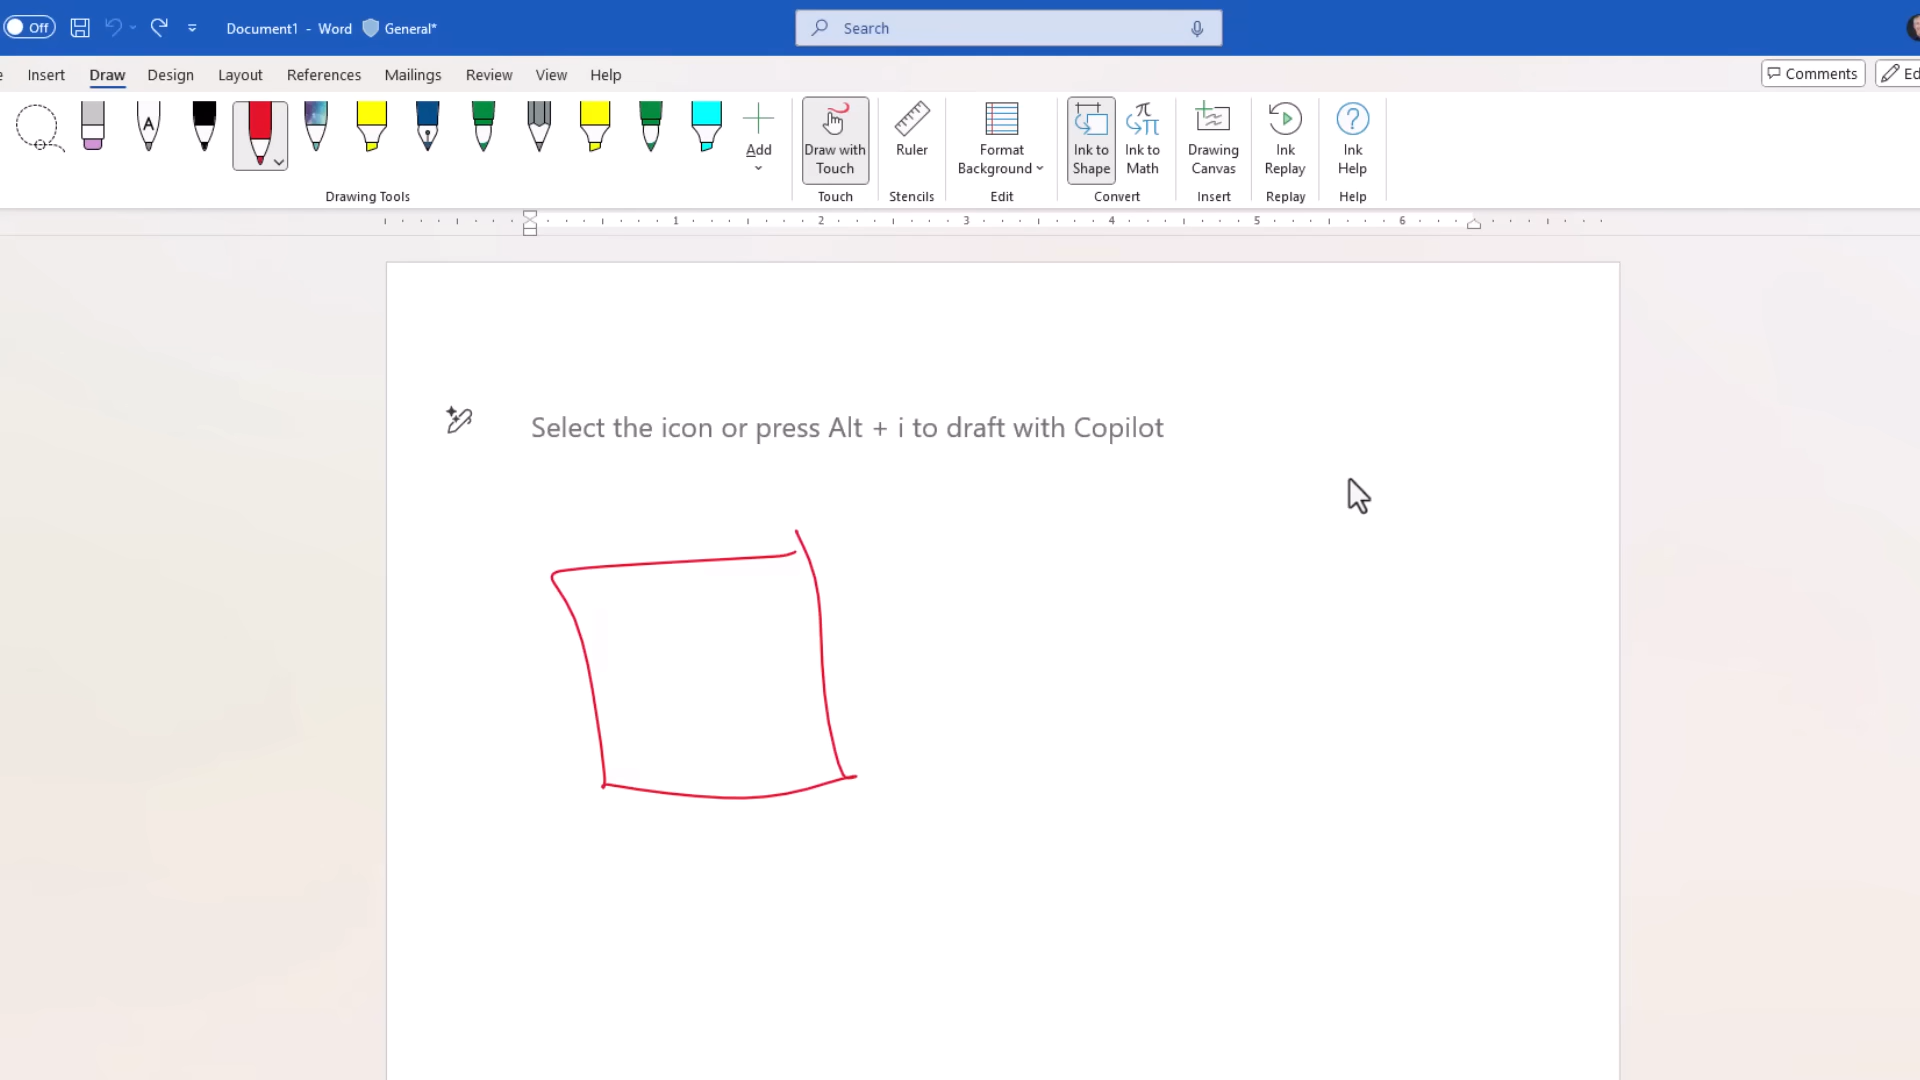 Off Document1 - Word General* Search
Insert Draw Design Layout References Mailings Review View Help Comments
A
Add
Draw with Touch
Ruler
Format Background
Ink to Shape
Ink to Math
Drawing Canvas
Ink Replay
Ink Help
Drawing Tools Touch Stencils Edit Convert Insert Replay Help
1 2 3 4 5 6
Select the icon or press Alt + i to draft with Copilot